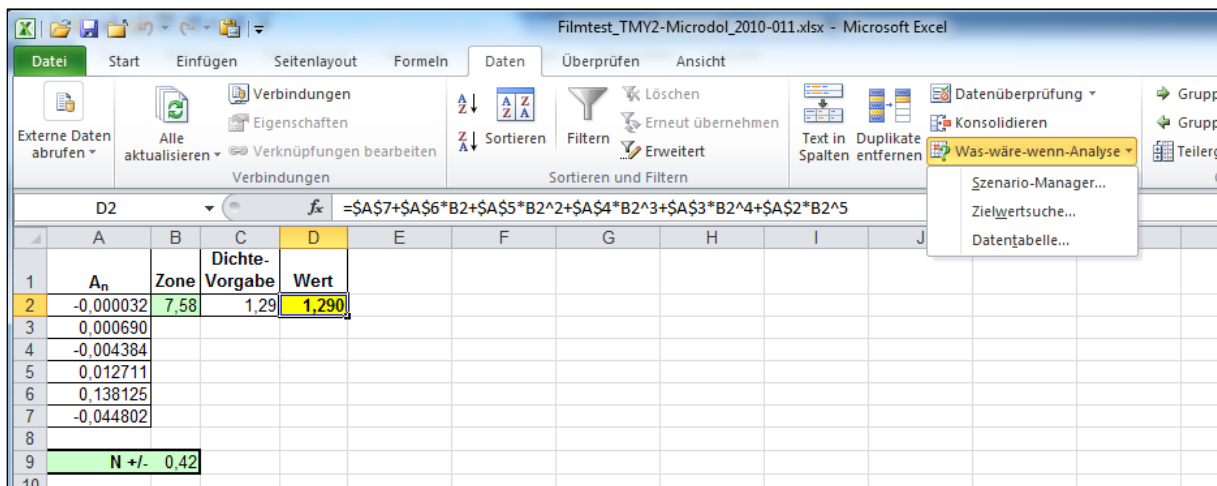 Filmtest_TMY2-Microdol_2010-011.xlsx - Microsoft Excel
Datei Start Einfügen Seitenlayout Formeln Daten Überprüfen Ansicht
Externe Daten abrufen
Alle aktualisieren
Verbindungen
Eigenschaften
Verknüpfungen bearbeiten
Verbindungen
Sortieren
Filtern
Löschen
Erneut übernehmen
Erweitert
Sortieren und Filtern
Text in Spalten
Duplikate entfernen
Datenüberprüfung
Konsolidieren
Was-wäre-wenn-Analyse
Szenario-Manager...
Zielwertsuche...
Datentabelle...
D2 fx =$A$7+$A$6*B2+$A$5*B2^2+$A$4*B2^3+$A$3*B2^4+$A$2*B2^5
A B C D E F G H I J
1 An Zone Dichte-Vorgabe Wert
2 -0,000032 7,58 1,29 1,290
3 0,000690
4 -0,004384
5 0,012711
6 0,138125
7 -0,044802
8
9 N +/- 0,42
10